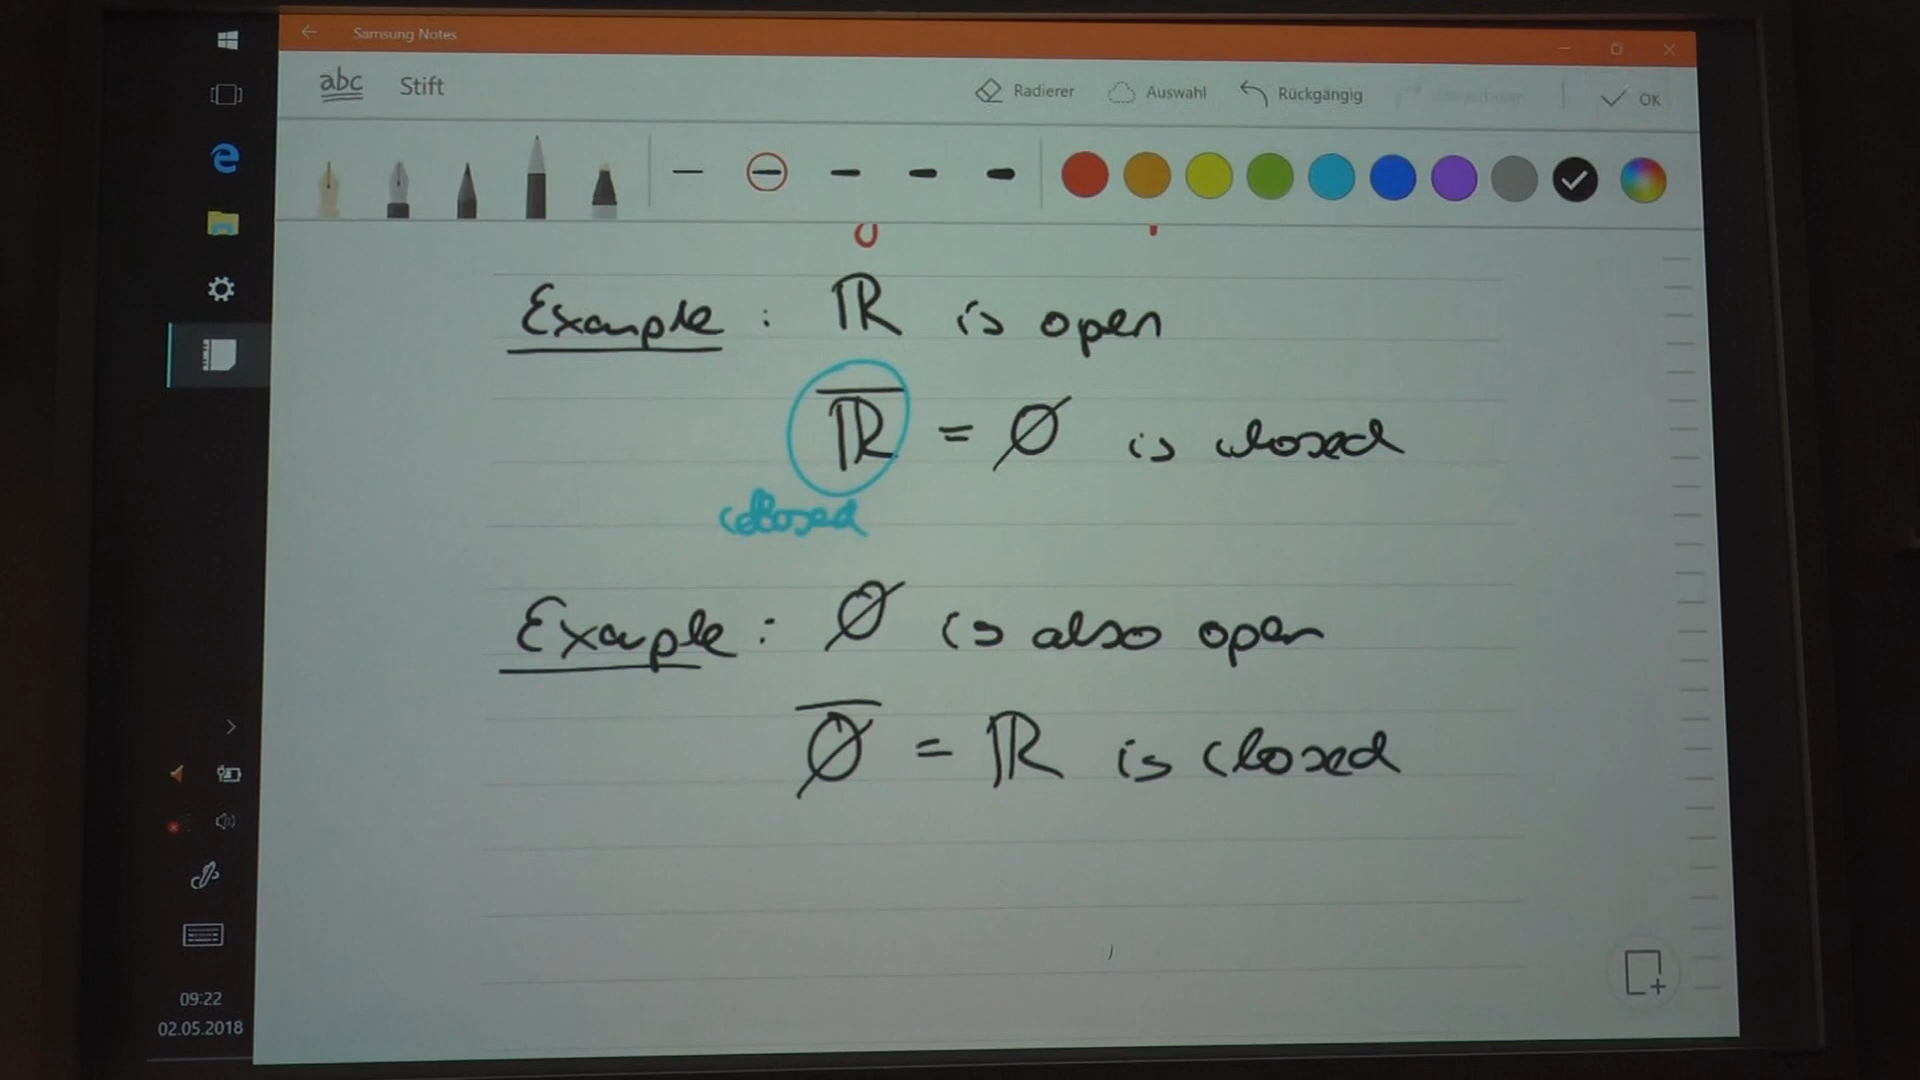 Samsung Notes
abc Stift Radierer Auswahl Rückgängig OK
Example: ℝ is open
ℝ̅ = ∅ is closed
closed
Example: ∅ is also open
∅̅ = ℝ is closed
09:22
02.05.2018